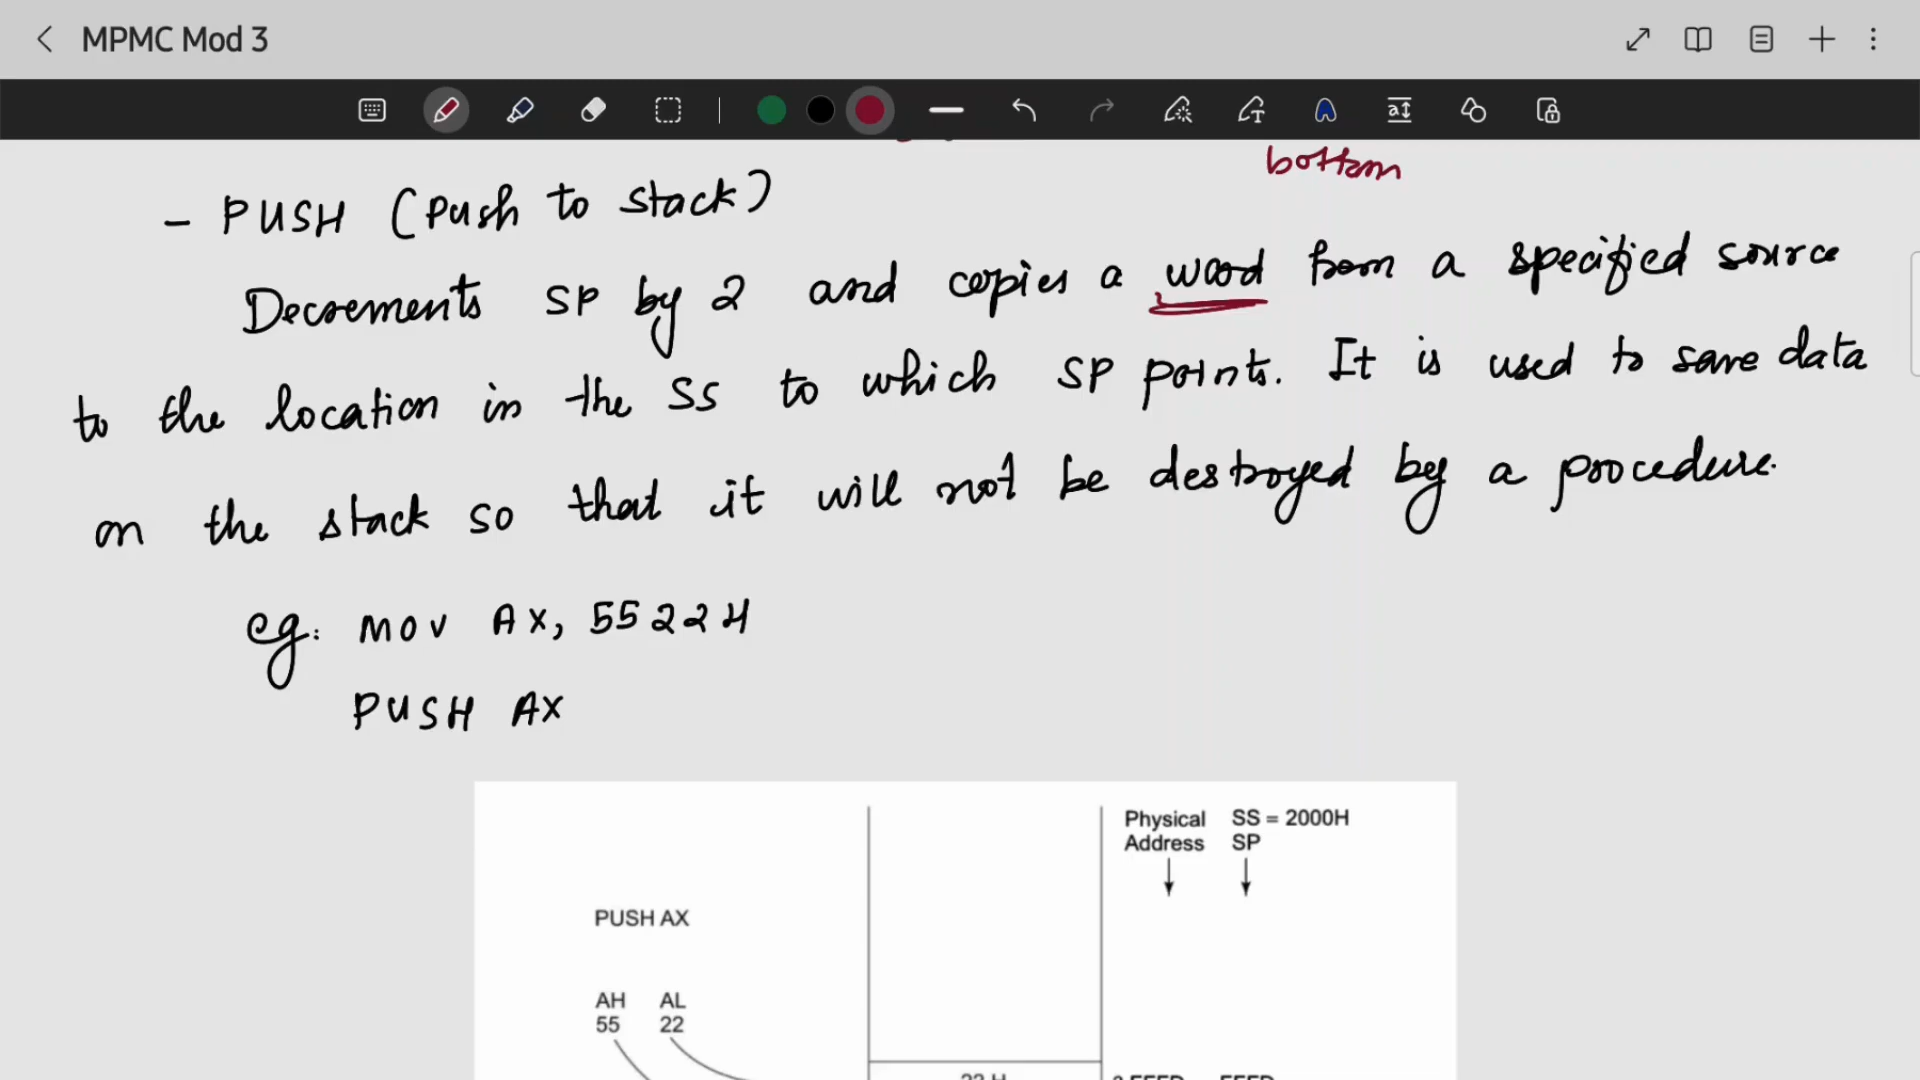 MPMC Mod 3
bottom
- PUSH (Push to stack)
Decrements SP by 2 and copies a word from a specified source
to the location in the SS to which SP points. It is used to save data
on the stack so that it will not be destroyed by a procedure.
eg: MOV AX, 5522H
PUSH AX
Physical SS = 2000H
Address SP
PUSH AX
AH AL
55 22